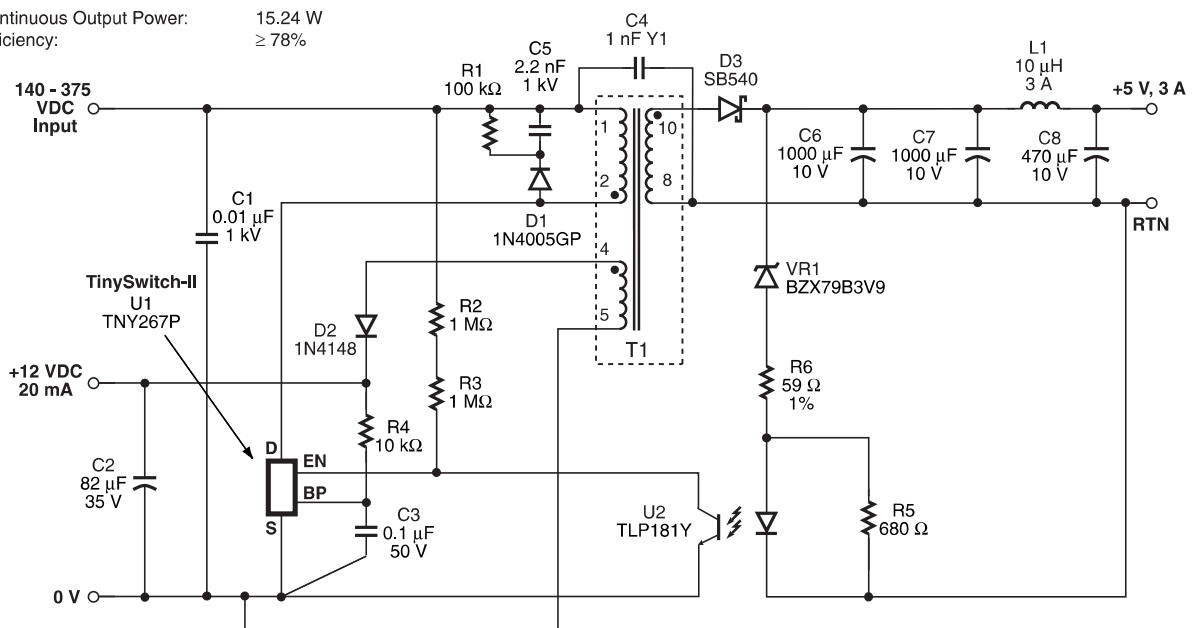 ntinuous Output Power: 15.24 W
iciency: ≥ 78%
C4
1 nF Y1
C5
2.2 nF
1 kV
R1
100 kΩ
D3
SB540
L1
10 µH
3 A
140 - 375
VDC
Input
+5 V, 3 A
1
10
2
8
C6
1000 µF
10 V
C7
1000 µF
10 V
C8
470 µF
10 V
RTN
C1
0.01 µF
1 kV
D1
1N4005GP
4
5
T1
TinySwitch-II
U1
TNY267P
VR1
BZX79B3V9
D2
1N4148
R2
1 MΩ
R3
1 MΩ
R6
59 Ω
1%
+12 VDC
20 mA
R4
10 kΩ
D
EN
BP
S
C2
82 µF
35 V
C3
0.1 µF
50 V
U2
TLP181Y
R5
680 Ω
0 V